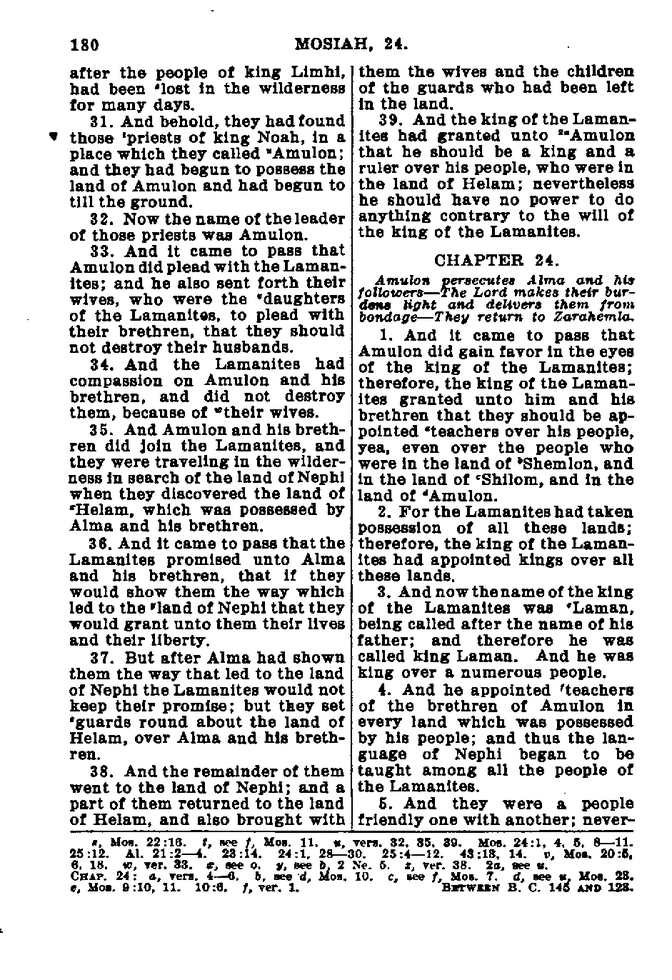 180
MOSIAH, 24.
after the people of king Limhi,
had been ˢlost in the wilderness
for many days.
31. And behold, they had found
those ᵗpriests of king Noah, in a
place which they called ᵘAmulon;
and they had begun to possess the
land of Amulon and had begun to
till the ground.
32. Now the name of the leader
of those priests was Amulon.
33. And it came to pass that
Amulon did plead with the Laman-
ites; and he also sent forth their
wives, who were the ᵛdaughters
of the Lamanites, to plead with
their brethren, that they should
not destroy their husbands.
34. And the Lamanites had
compassion on Amulon and his
brethren, and did not destroy
them, because of ʷtheir wives.
35. And Amulon and his breth-
ren did join the Lamanites, and
they were traveling in the wilder-
ness in search of the land of Nephi
when they discovered the land of
ˣHelam, which was possessed by
Alma and his brethren.
36. And it came to pass that the
Lamanites promised unto Alma
and his brethren, that if they
would show them the way which
led to the ʸland of Nephi that they
would grant unto them their lives
and their liberty.
37. But after Alma had shown
them the way that led to the land
of Nephi the Lamanites would not
keep their promise; but they set
ᶻguards round about the land of
Helam, over Alma and his breth-
ren.
38. And the remainder of them
went to the land of Nephi; and a
part of them returned to the land
of Helam, and also brought with
them the wives and the children
of the guards who had been left
in the land.
39. And the king of the Laman-
ites had granted unto ²ᵃAmulon
that he should be a king and a
ruler over his people, who were in
the land of Helam; nevertheless
he should have no power to do
anything contrary to the will of
the king of the Lamanites.
CHAPTER 24.
Amulon persecutes Alma and his
followers—The Lord makes their bur-
dens light and delivers them from
bondage—They return to Zarahemla.
1. And it came to pass that
Amulon did gain favor in the eyes
of the king of the Lamanites;
therefore, the king of the Laman-
ites granted unto him and his
brethren that they should be ap-
pointed ᵃteachers over his people,
yea, even over the people who
were in the land of ᵇShemlon, and
in the land of ᶜShilom, and in the
land of ᵈAmulon.
2. For the Lamanites had taken
possession of all these lands;
therefore, the king of the Laman-
ites had appointed kings over all
these lands.
3. And now the name of the king
of the Lamanites was ᵉLaman,
being called after the name of his
father; and therefore he was
called king Laman. And he was
king over a numerous people.
4. And he appointed ᶠteachers
of the brethren of Amulon in
every land which was possessed
by his people; and thus the lan-
guage of Nephi began to be
taught among all the people of
the Lamanites.
5. And they were a people
friendly one with another; never-
s, Mos. 22:16. t, see f, Mos. 11. u, vers. 32, 35, 39. Mos. 24:1, 4, 5, 8—11.
25:12. Al. 21:2—4. 23:14. 24:1, 28—30. 25:4—12. 43:13, 14. v, Mos. 20:5,
6, 18. w, ver. 33. x, see o. y, see b, 2 Ne. 5. z, ver. 38. 2a, see u.
CHAP. 24: a, vers. 4—6. b, see d, Mos. 10. c, see f, Mos. 7. d, see u, Mos. 23.
e, Mos. 9:10, 11. 10:6. f, ver. 1. BETWEEN B. C. 145 AND 123.